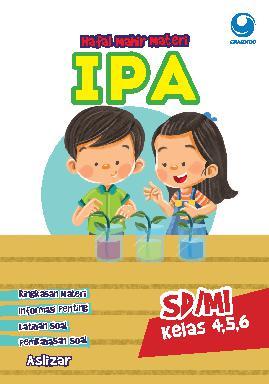 Hafal Mahir Materi
GRASINDO
IPA
Ringkasan Materi
Informasi Penting
Latihan Soal
Pembahasan Soal
Aslizar
SD/MI
Kelas 4,5,6